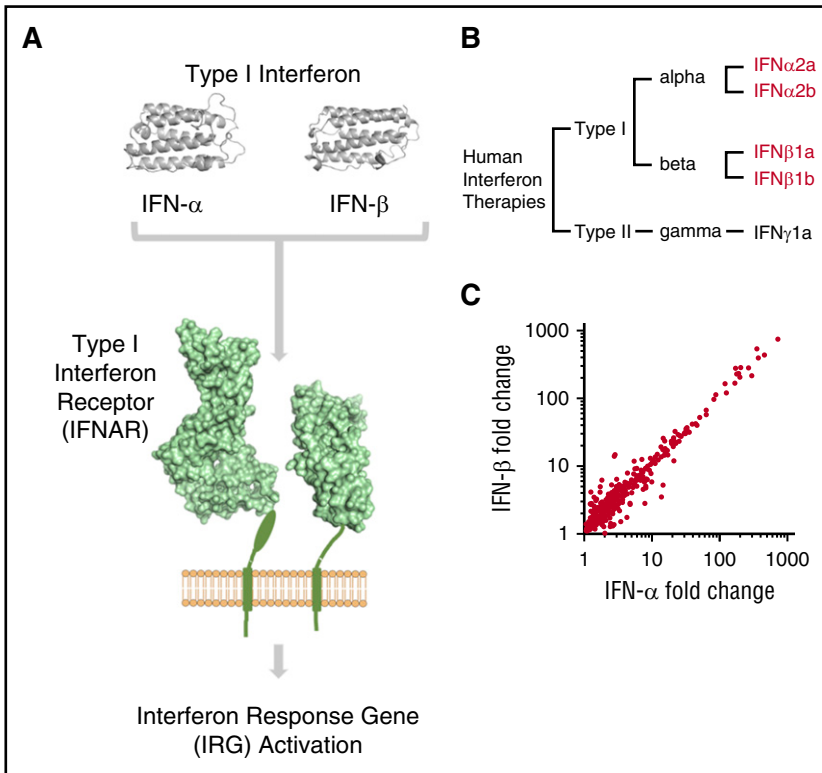 A
Type I Interferon
IFN-α
IFN-β
Type I
Interferon
Receptor
(IFNAR)
Interferon Response Gene
(IRG) Activation
B
Human
Interferon
Therapies
Type I
Type II
alpha
beta
gamma
IFNα2a
IFNα2b
IFNβ1a
IFNβ1b
IFNγ1a
C
IFN-β fold change
1000
100
10
1
1
10
100
1000
IFN-α fold change